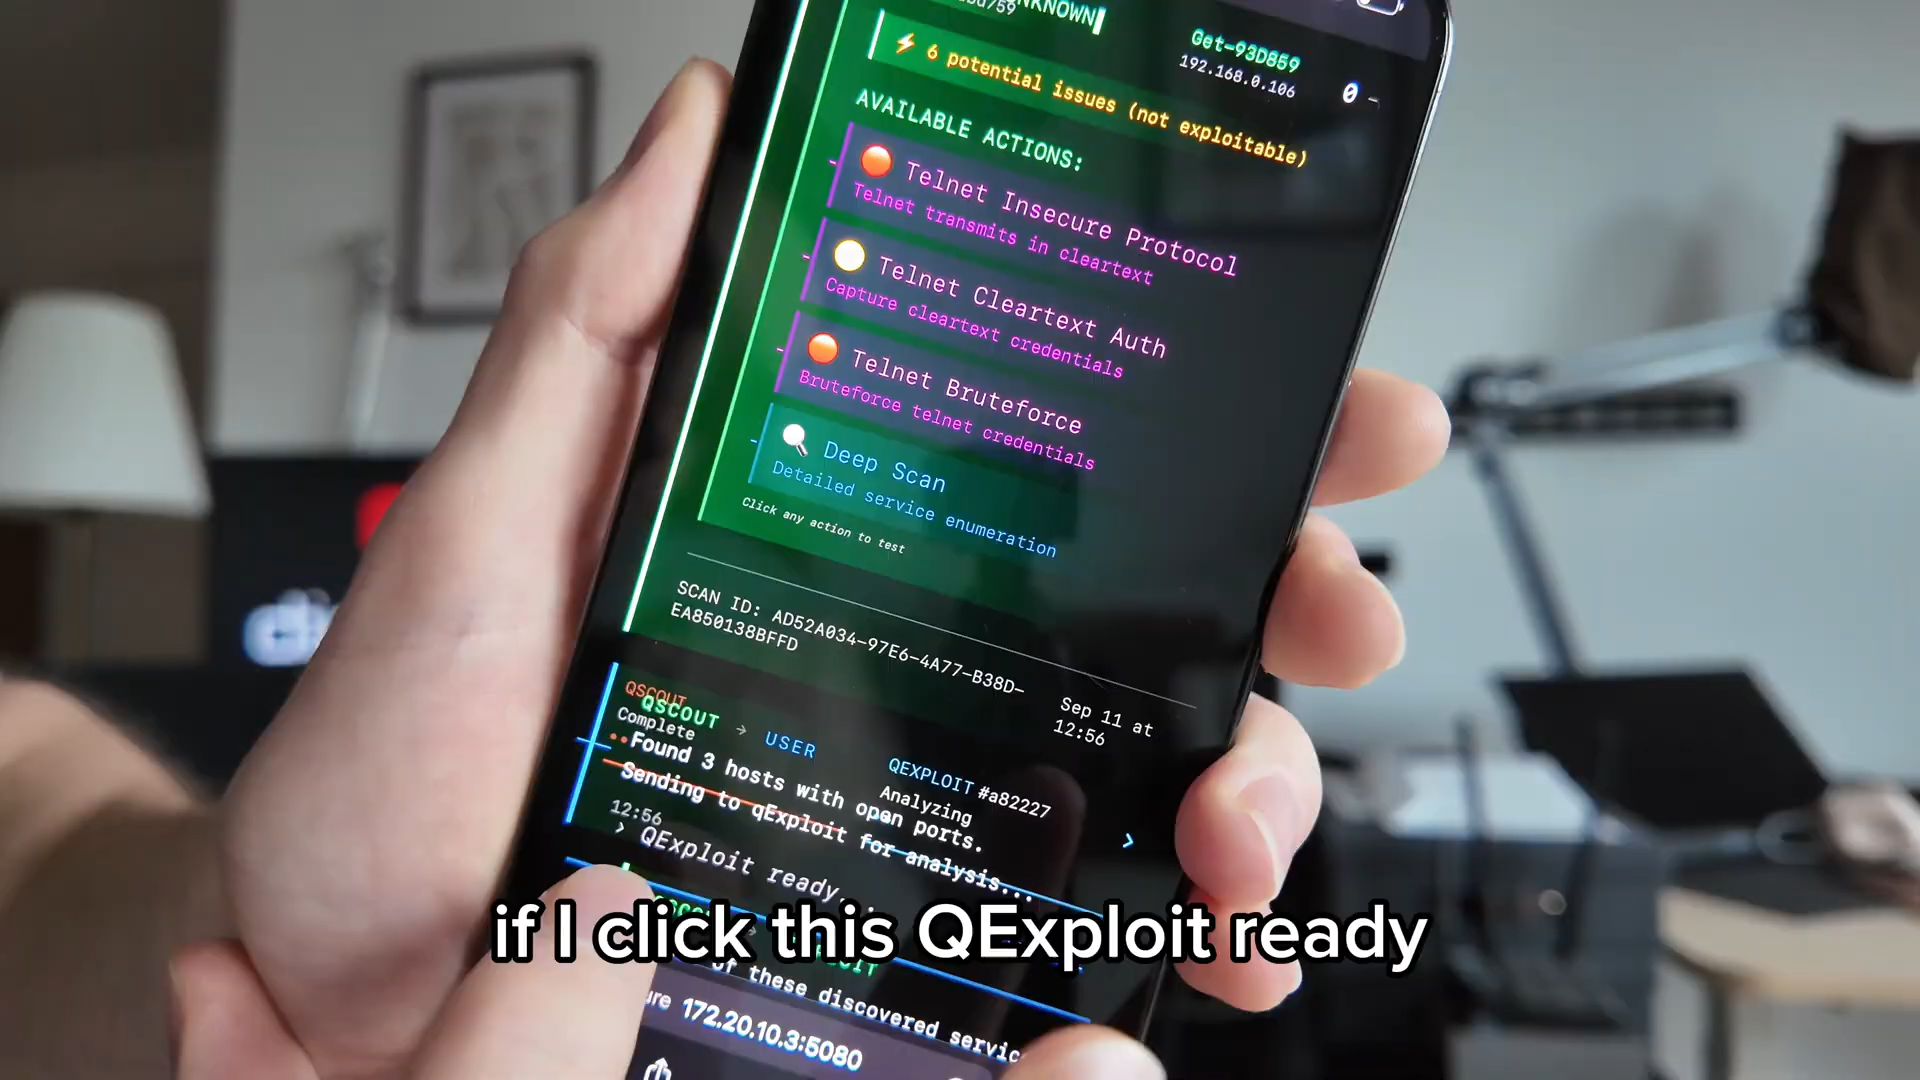 Get-93D859
192.168.0.106
0 –
⚡ 6 potential issues (not exploitable)
AVAILABLE ACTIONS:
Telnet Insecure Protocol
Telnet transmits in cleartext
Telnet Cleartext Auth
Capture cleartext credentials
Telnet Bruteforce
Bruteforce telnet credentials
Deep Scan
Detailed service enumeration
Click any action to test
SCAN ID: AD52A034-97E6-4A77-B38D-
EA850138BFFD
Sep 11 at
12:56
QSCOUT
QSCOUT → USER
Complete
Found 3 hosts with open ports.
Sending to qExploit for analysis...
QEXPLOIT #a82227
Analyzing
12:56
› QExploit ready.
of these discovered servic
172.20.10.3:5080
if I click this QExploit ready